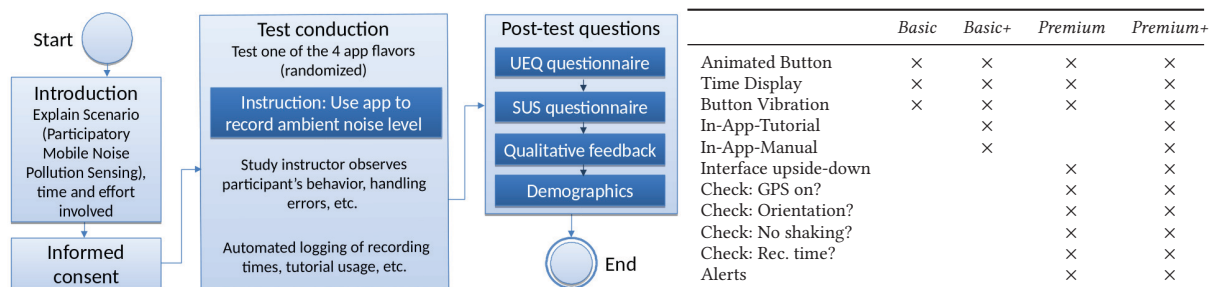 Start
Introduction
Explain Scenario
(Participatory
Mobile Noise
Pollution Sensing),
time and effort
involved
Informed
consent
Test conduction
Test one of the 4 app flavors
(randomized)
Instruction: Use app to
record ambient noise level
Study instructor observes
participant's behavior, handling
errors, etc.
Automated logging of recording
times, tutorial usage, etc.
Post-test questions
UEQ questionnaire
SUS questionnaire
Qualitative feedback
Demographics
End
Basic Basic+ Premium Premium+
Animated Button × × × ×
Time Display × × × ×
Button Vibration × × × ×
In-App-Tutorial × ×
In-App-Manual × ×
Interface upside-down × ×
Check: GPS on? × ×
Check: Orientation? × ×
Check: No shaking? × ×
Check: Rec. time? × ×
Alerts × ×